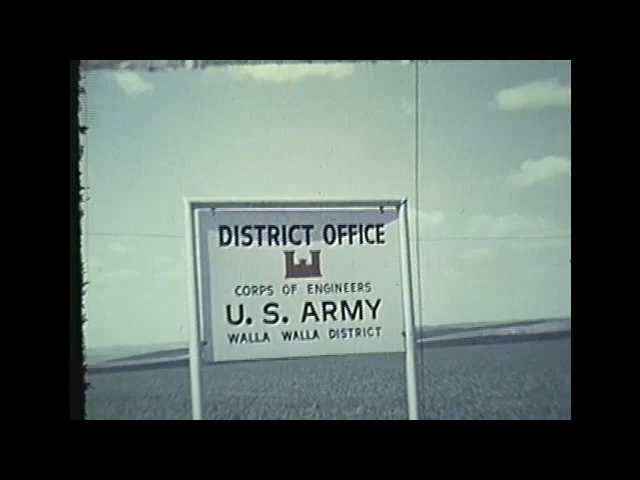 DISTRICT OFFICE
CORPS OF ENGINEERS
U. S. ARMY
WALLA WALLA DISTRICT